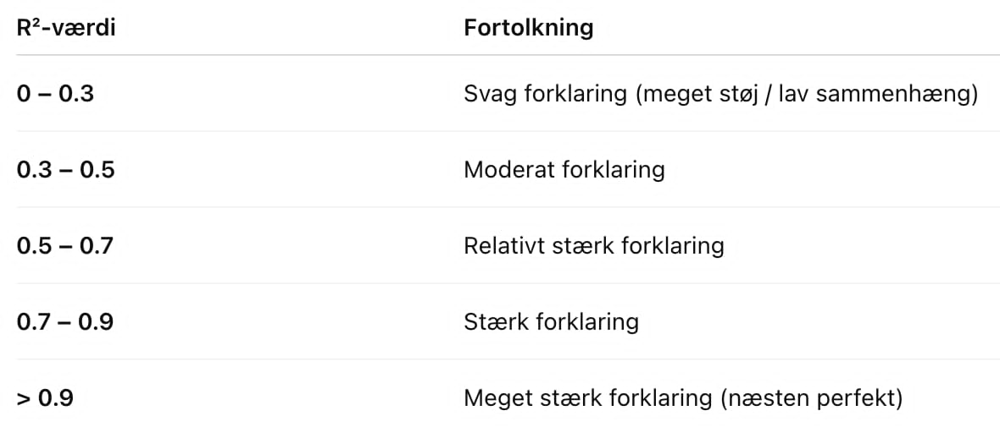 R²-værdi Fortolkning
0 – 0.3 Svag forklaring (meget støj / lav sammenhæng)
0.3 – 0.5 Moderat forklaring
0.5 – 0.7 Relativt stærk forklaring
0.7 – 0.9 Stærk forklaring
> 0.9 Meget stærk forklaring (næsten perfekt)